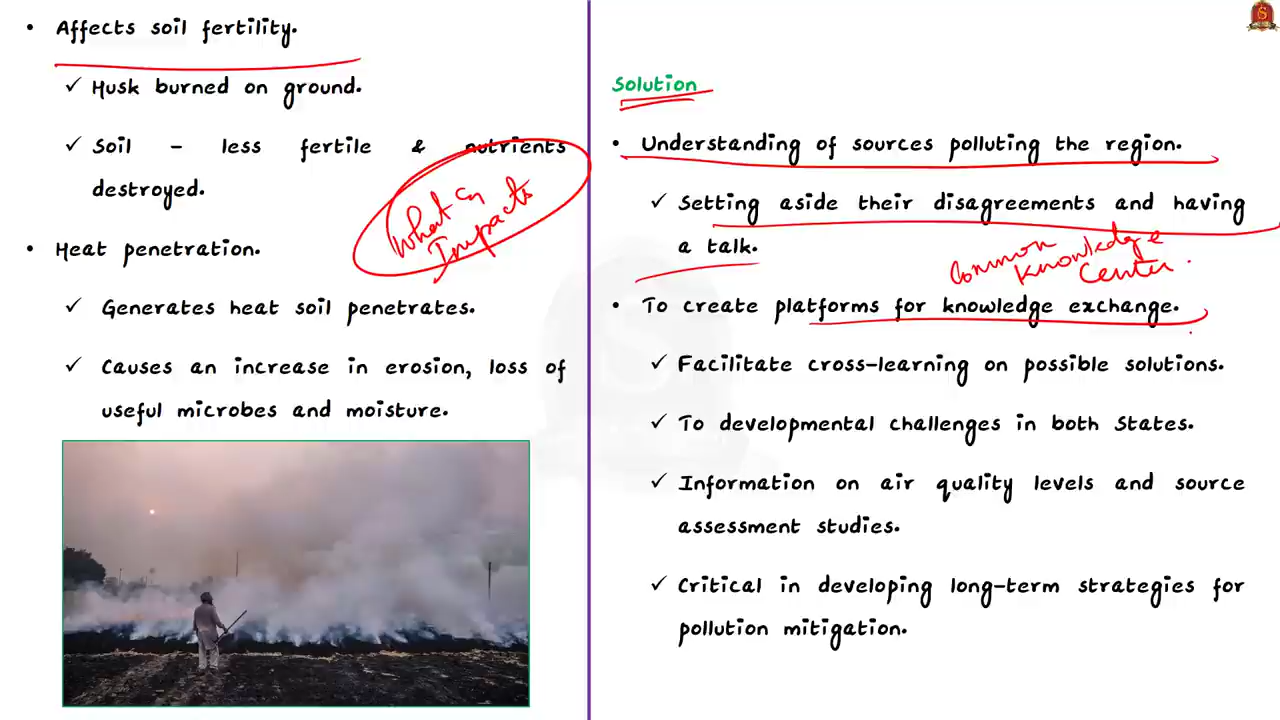 • Affects soil fertility.
✓ Husk burned on ground.
✓ Soil – less fertile & nutrients
destroyed.
What Impacts
• Heat penetration.
✓ Generates heat soil penetrates.
✓ Causes an increase in erosion, loss of
useful microbes and moisture.
Solution
• Understanding of sources polluting the region.
✓ Setting aside their disagreements and having
a talk.
Common
Knowledge
Center.
• To create platforms for knowledge exchange.
✓ Facilitate cross-learning on possible solutions.
✓ To developmental challenges in both States.
✓ Information on air quality levels and source
assessment studies.
✓ Critical in developing long-term strategies for
pollution mitigation.